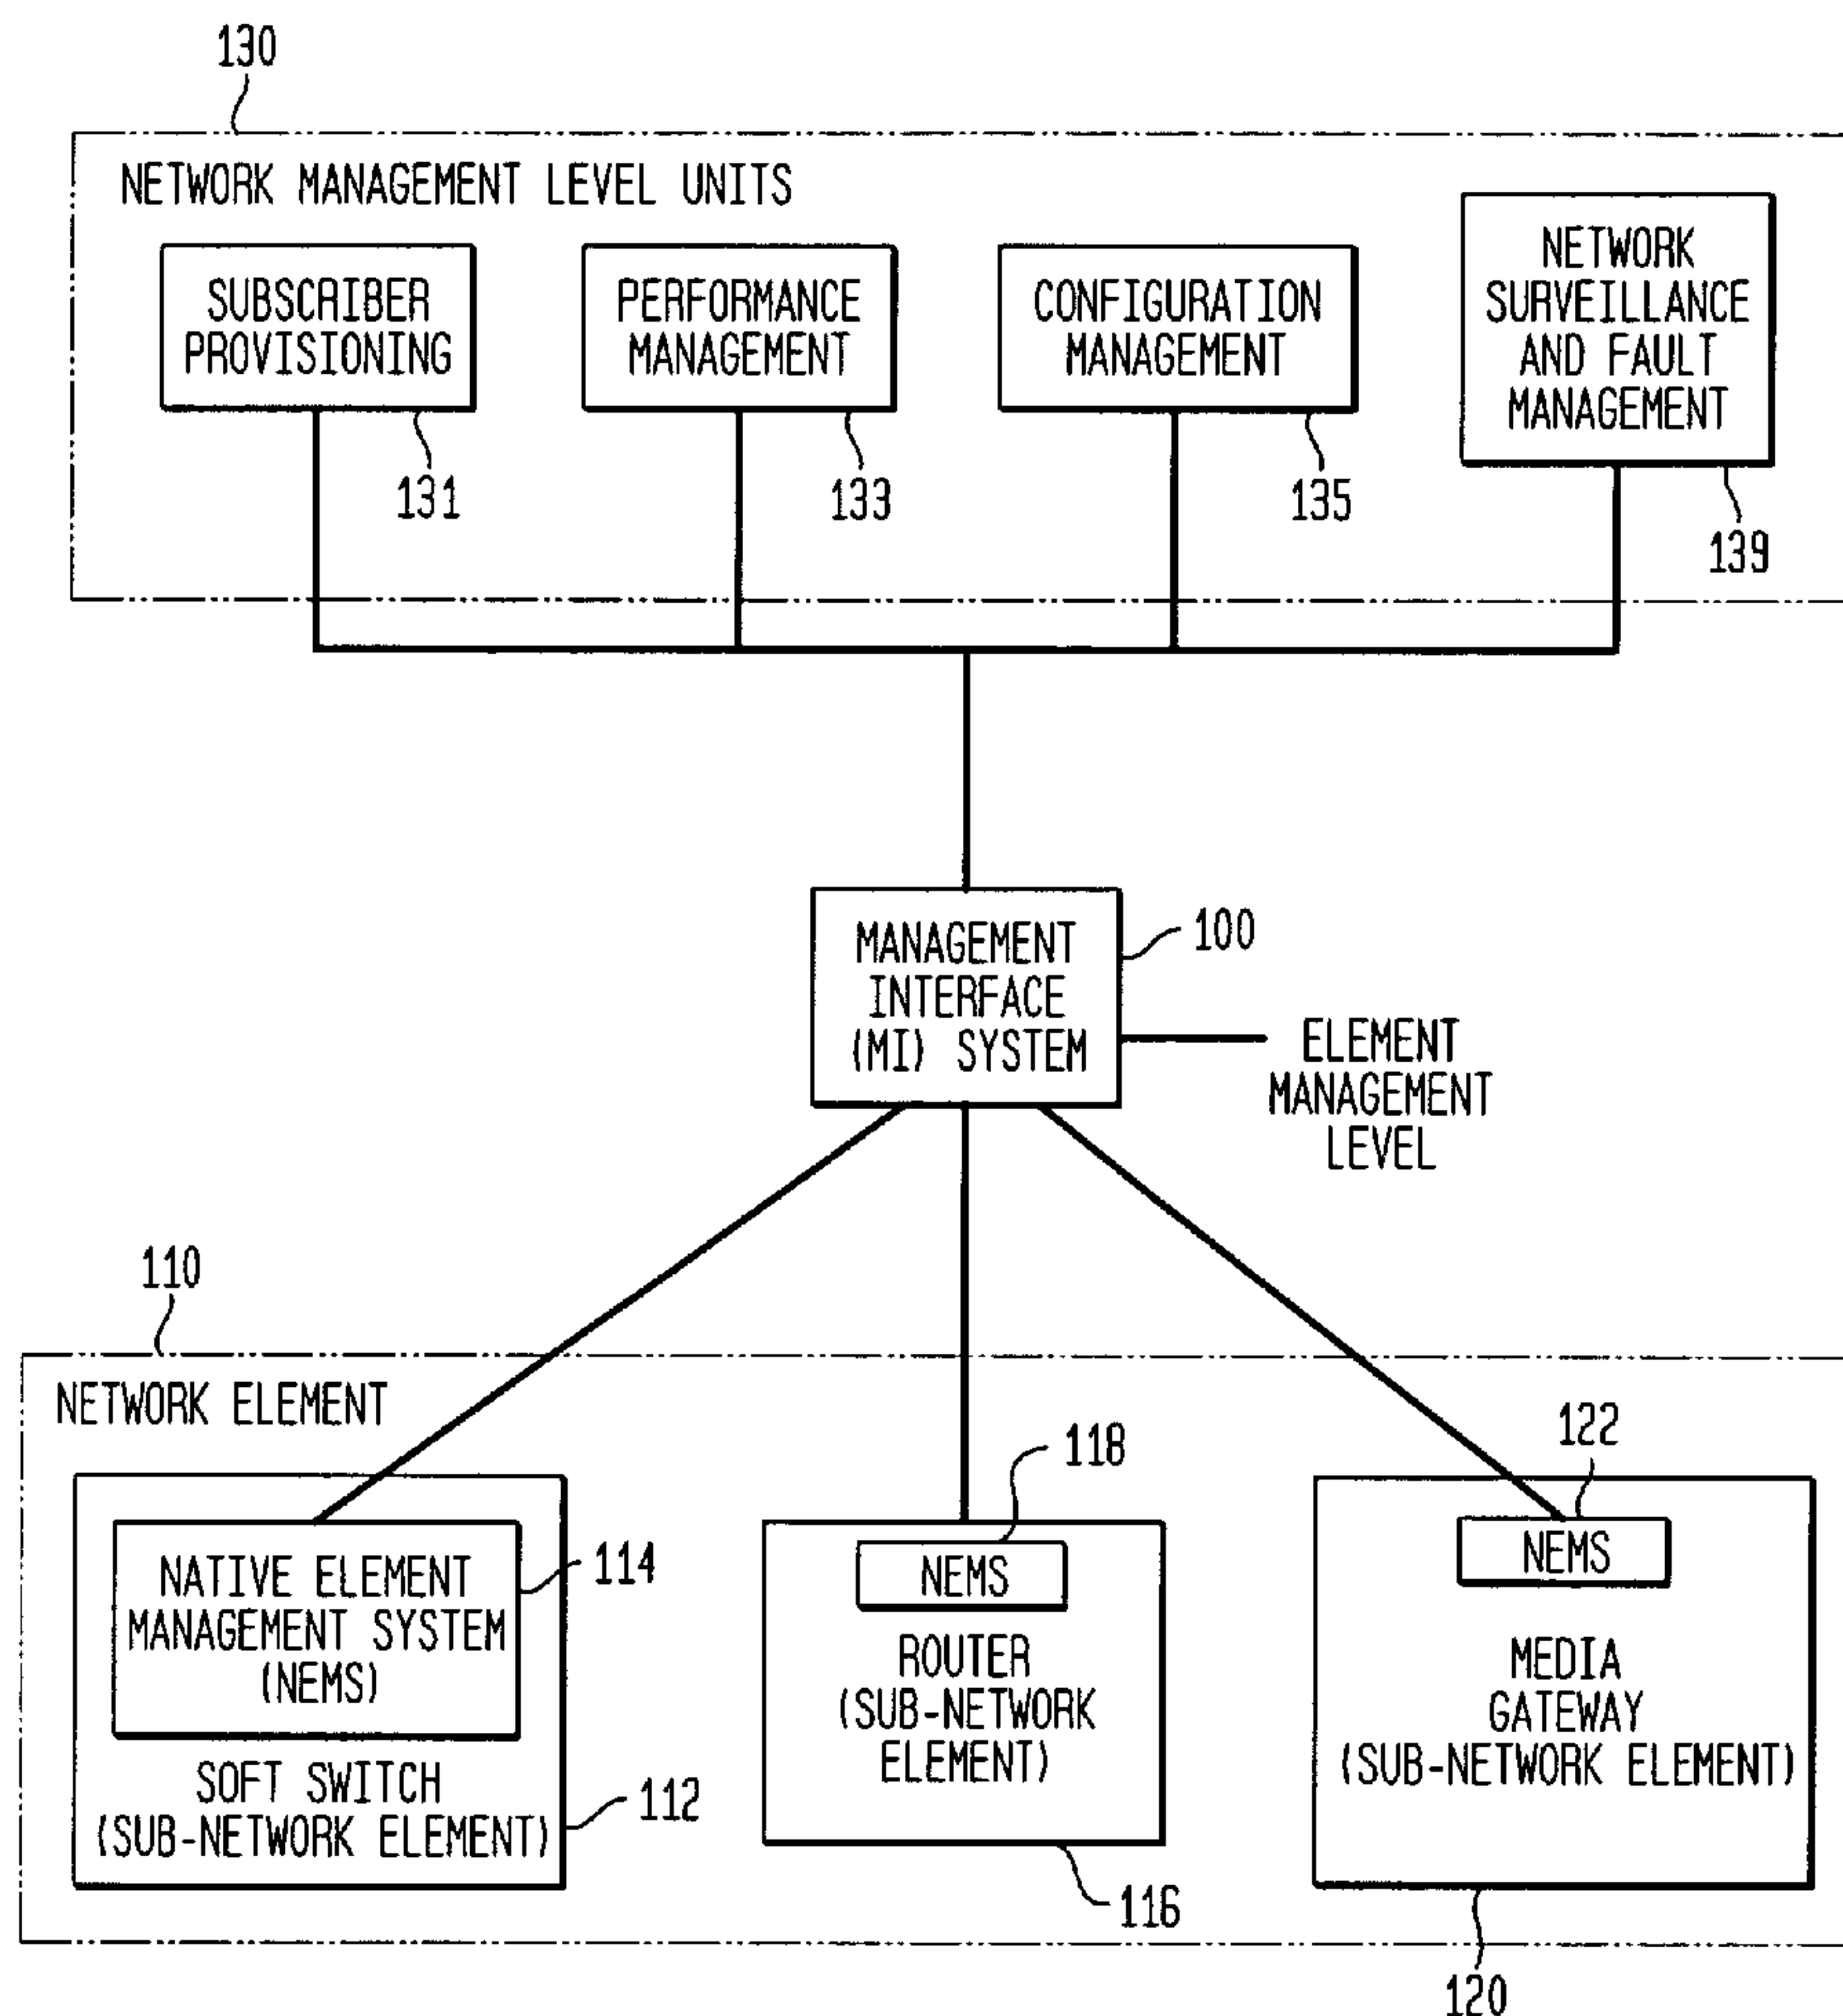 130
NETWORK MANAGEMENT LEVEL UNITS
SUBSCRIBER
PROVISIONING
131
PERFORMANCE
MANAGEMENT
133
CONFIGURATION
MANAGEMENT
135
NETWORK
SURVEILLANCE
AND FAULT
MANAGEMENT
139
MANAGEMENT
INTERFACE
(MI) SYSTEM
100
ELEMENT
MANAGEMENT
LEVEL
110
NETWORK ELEMENT
NATIVE ELEMENT
MANAGEMENT SYSTEM
(NEMS)
114
SOFT SWITCH
(SUB-NETWORK ELEMENT)
112
118
NEMS
ROUTER
(SUB-NETWORK
ELEMENT)
116
122
NEMS
MEDIA
GATEWAY
(SUB-NETWORK ELEMENT)
120